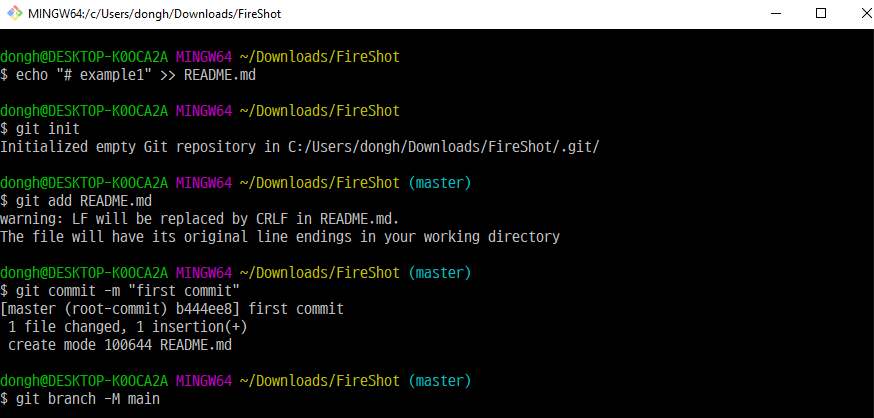 MINGW64:/c/Users/dongh/Downloads/FireShot
dongh@DESKTOP-K0OCA2A MINGW64 ~/Downloads/FireShot
$ echo "# example1" >> README.md
dongh@DESKTOP-K0OCA2A MINGW64 ~/Downloads/FireShot
$ git init
Initialized empty Git repository in C:/Users/dongh/Downloads/FireShot/.git/
dongh@DESKTOP-K0OCA2A MINGW64 ~/Downloads/FireShot (master)
$ git add README.md
warning: LF will be replaced by CRLF in README.md.
The file will have its original line endings in your working directory
dongh@DESKTOP-K0OCA2A MINGW64 ~/Downloads/FireShot (master)
$ git commit -m "first commit"
[master (root-commit) b444ee8] first commit
 1 file changed, 1 insertion(+)
 create mode 100644 README.md
dongh@DESKTOP-K0OCA2A MINGW64 ~/Downloads/FireShot (master)
$ git branch -M main